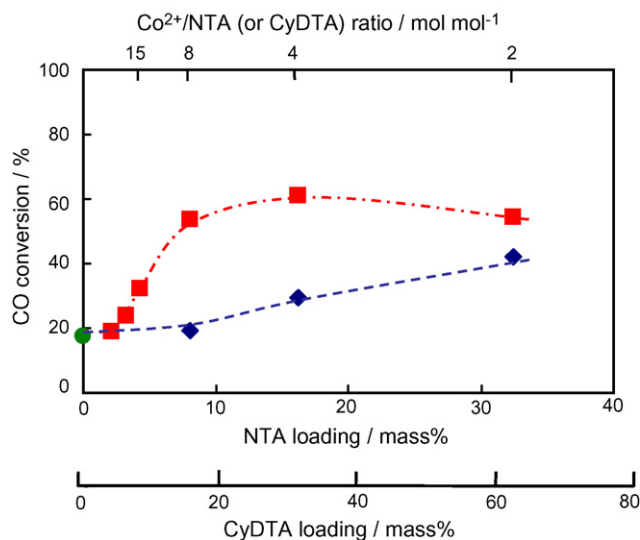 Co²⁺/NTA (or CyDTA) ratio / mol mol⁻¹
15 8 4 2
100
80
60
40
20
0
CO conversion / %
0 10 20 30 40
NTA loading / mass%
0 20 40 60 80
CyDTA loading / mass%